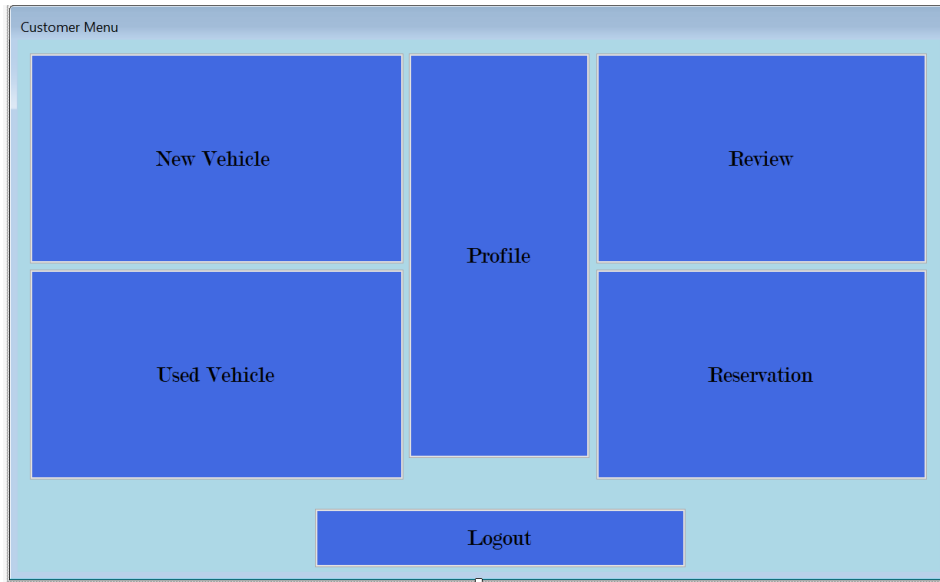 Customer Menu
New Vehicle
Review
Profile
Used Vehicle
Reservation
Logout